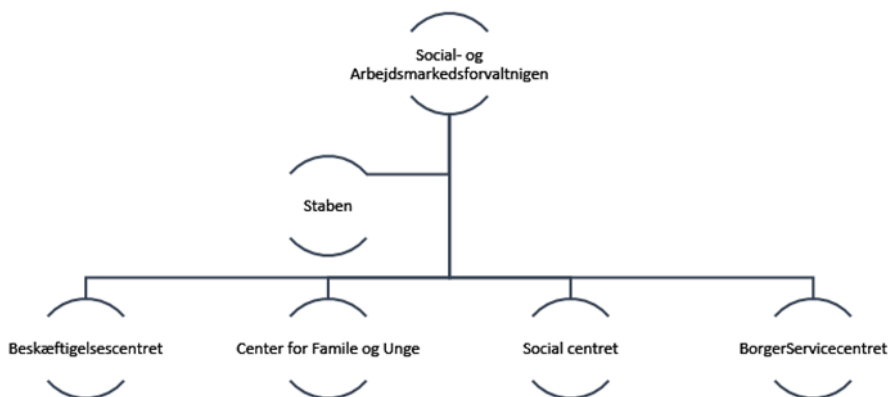 Social- og
Arbejdsmarkedsforvaltnigen
Staben
Beskæftigelsescentret
Center for Famile og Unge
Social centret
BorgerServicecentret